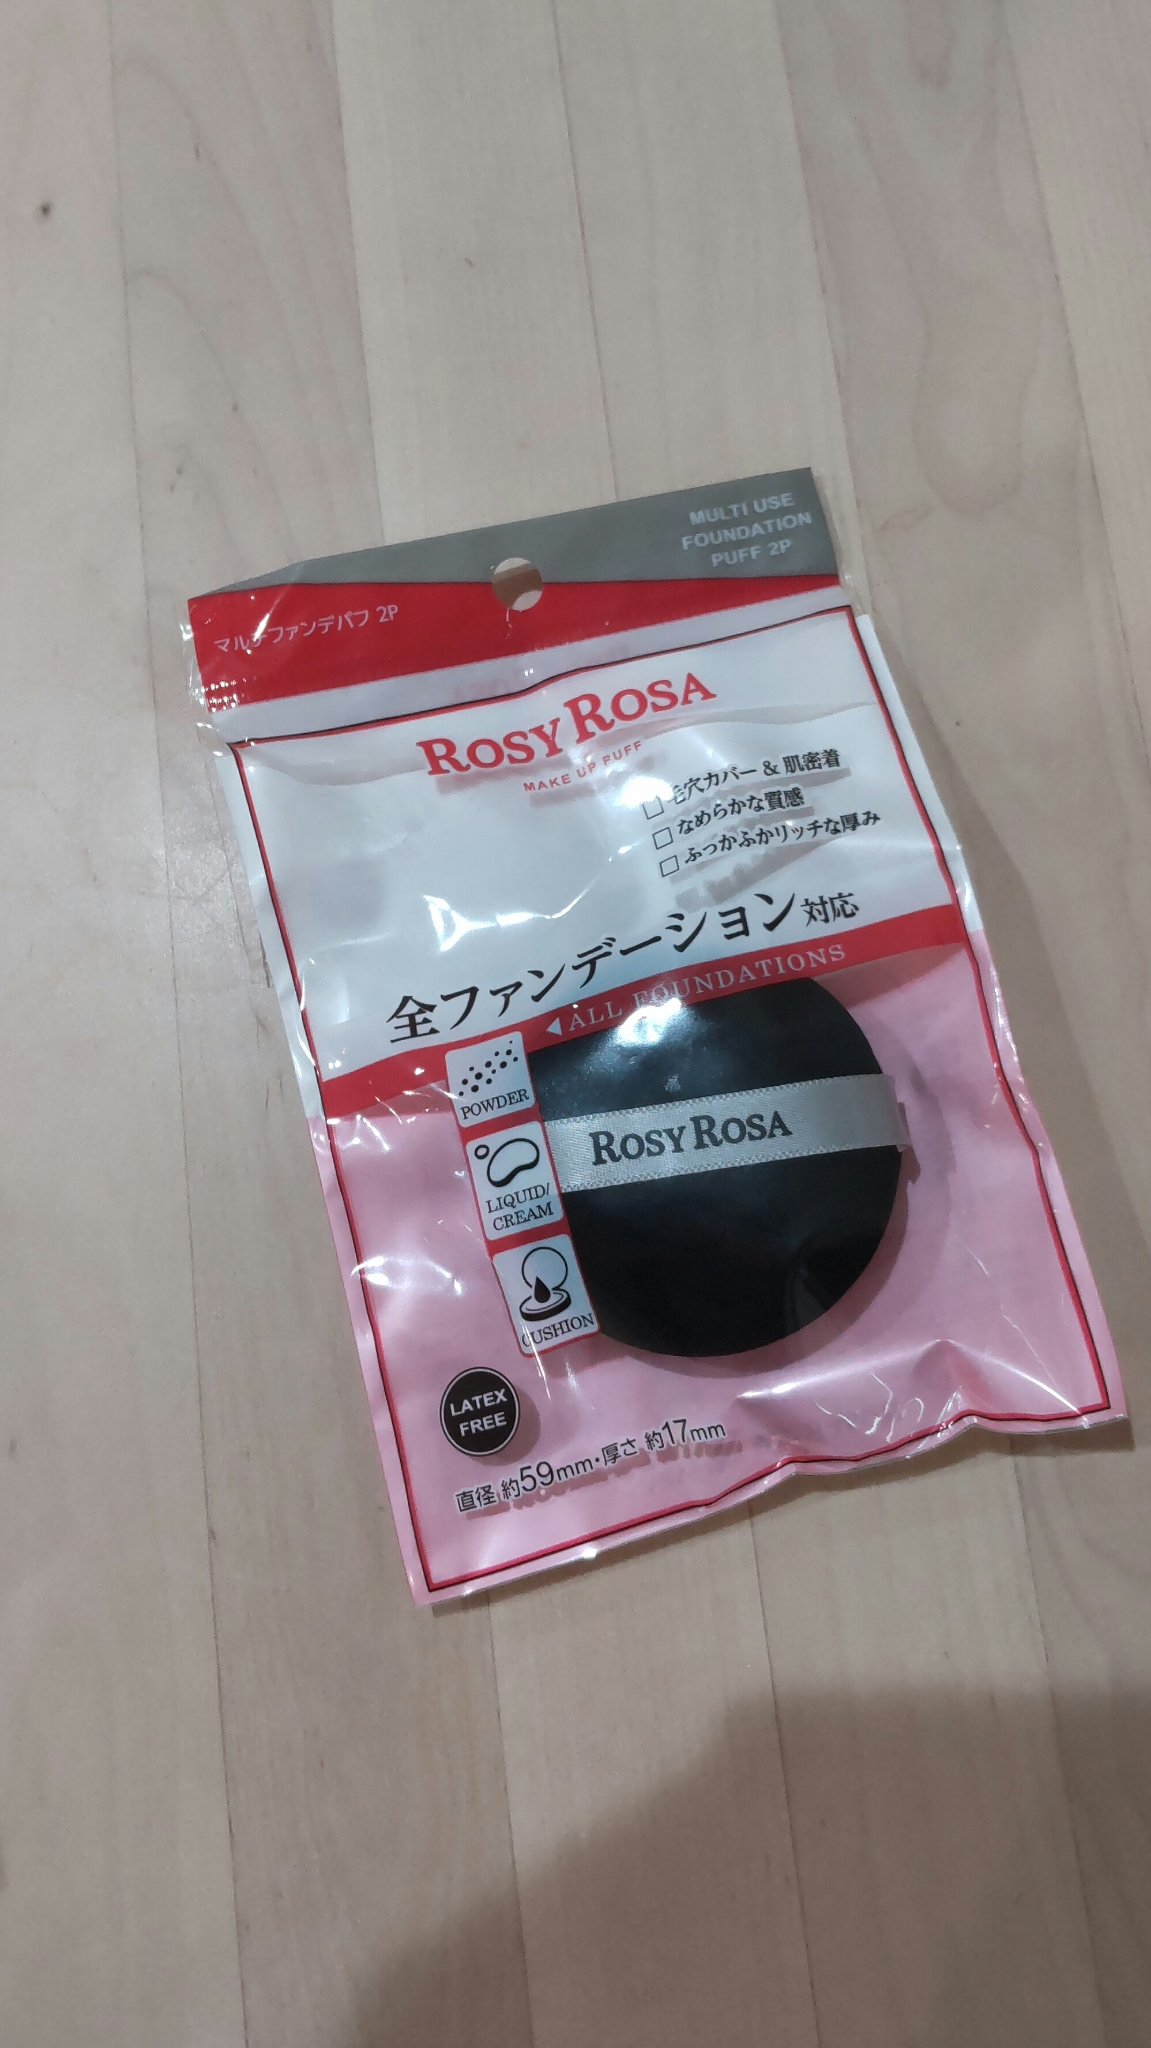 MULTI USE
FOUNDATION
PUFF 2P
マルチファンデパフ 2P
ROSY ROSA
MAKE UP PUFF
□ 毛穴カバー & 肌密着
□ なめらかな質感
□ ふっかふかリッチな厚み
全ファンデーション対応
◀ALL FOUNDATIONS
POWDER
ROSY ROSA
LIQUID/
CREAM
CUSHION
LATEX
FREE
直径 約59mm・厚さ 約17mm